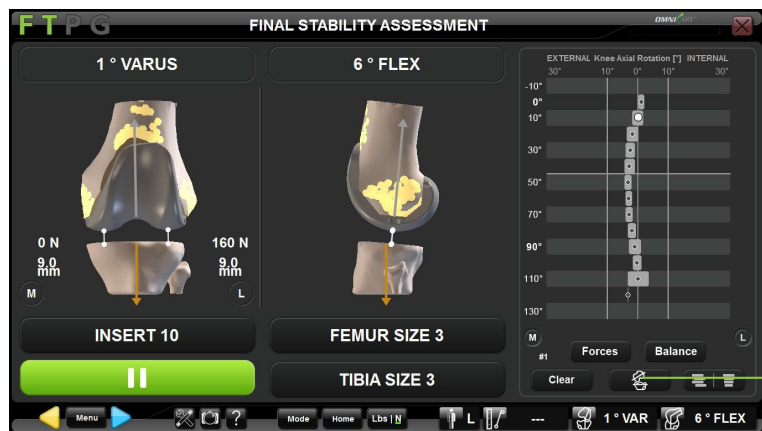 FTPG
FINAL STABILITY ASSESSMENT
OMNIBOT
1 ° VARUS
6 ° FLEX
EXTERNAL Knee Axial Rotation [°] INTERNAL
30° 10° 0° 10° 30°
-10°
0°
10°
30°
50°
70°
90°
110°
130°
0 N
160 N
9.0
mm
9.0
mm
M
L
INSERT 10
FEMUR SIZE 3
TIBIA SIZE 3
M
L
#1
Forces
Balance
Clear
Menu
?
Mode
Home
Lbs | N
L
---
1 ° VAR
6 ° FLEX